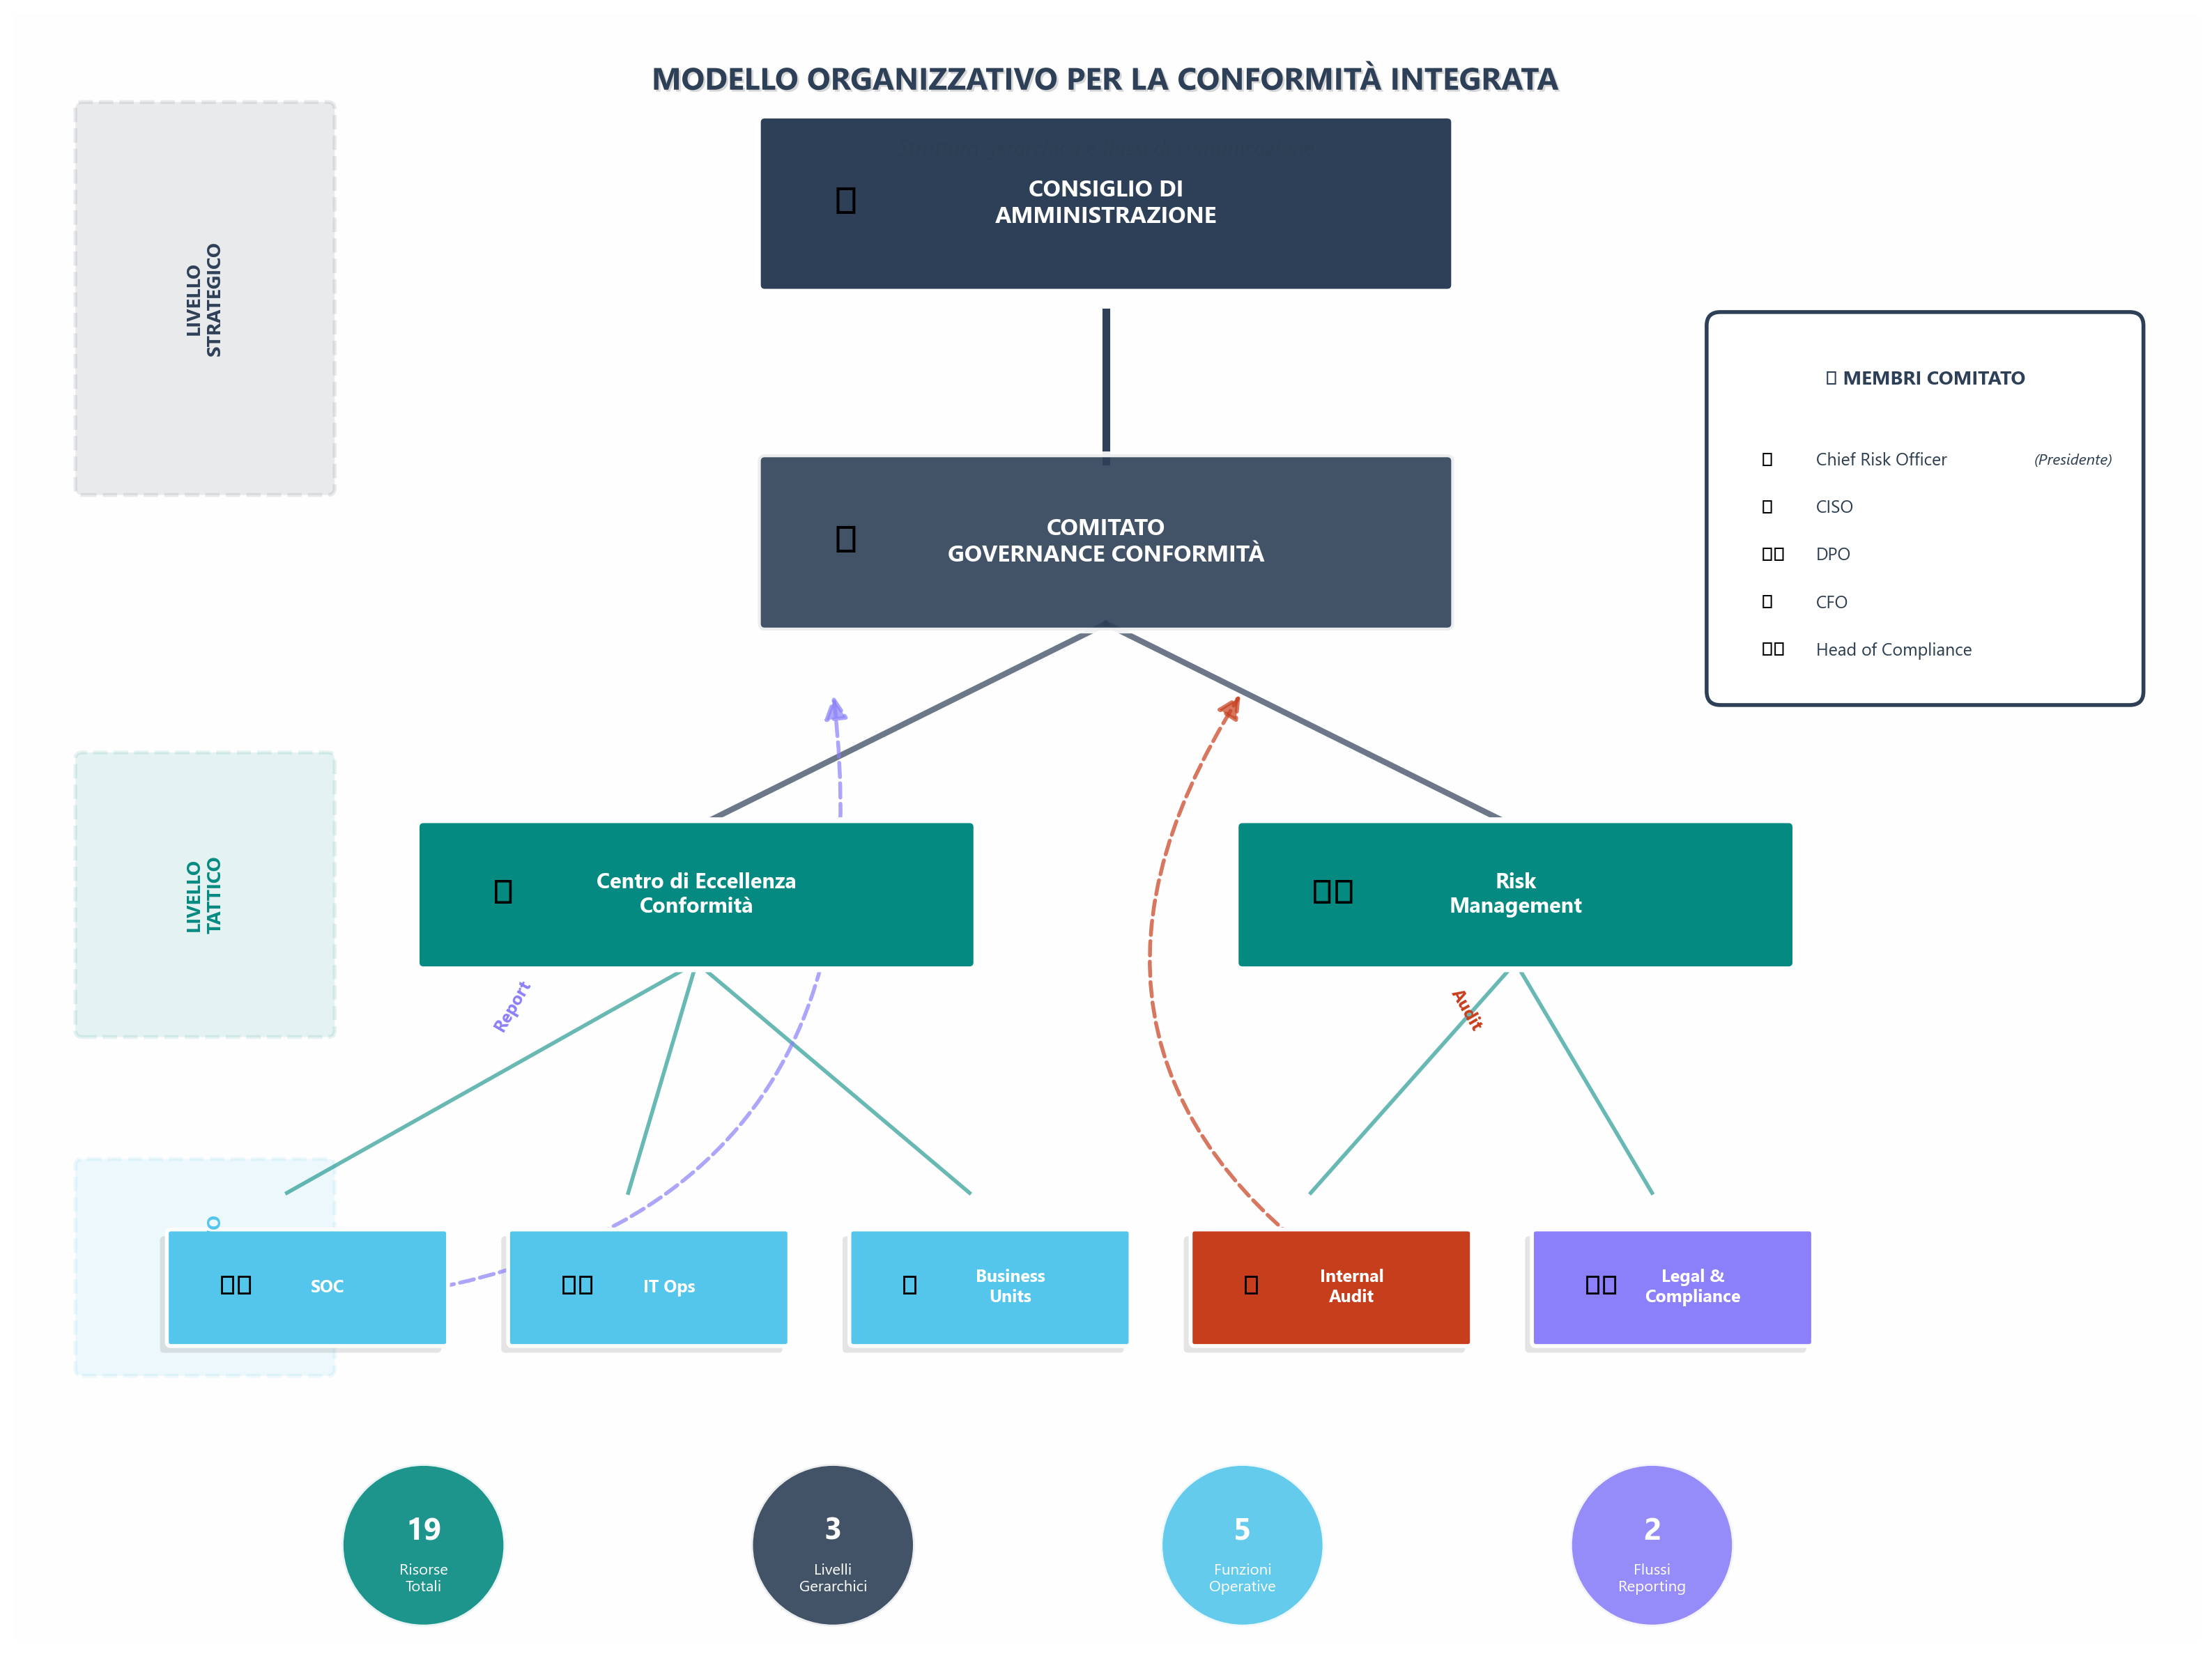 MODELLO ORGANIZZATIVO PER LA CONFORMITÀ INTEGRATA
LIVELLO
STRATEGICO
CONSIGLIO DI
AMMINISTRAZIONE
COMITATO
GOVERNANCE CONFORMITÀ
MEMBRI COMITATO
Chief Risk Officer (Presidente)
CISO
DPO
CFO
Head of Compliance
LIVELLO
TATTICO
Centro di Eccellenza
Conformità
Risk
Management
Report
Audit
SOC
IT Ops
Business
Units
Internal
Audit
Legal &
Compliance
19
Risorse
Totali
3
Livelli
Gerarchici
5
Funzioni
Operative
2
Flussi
Reporting